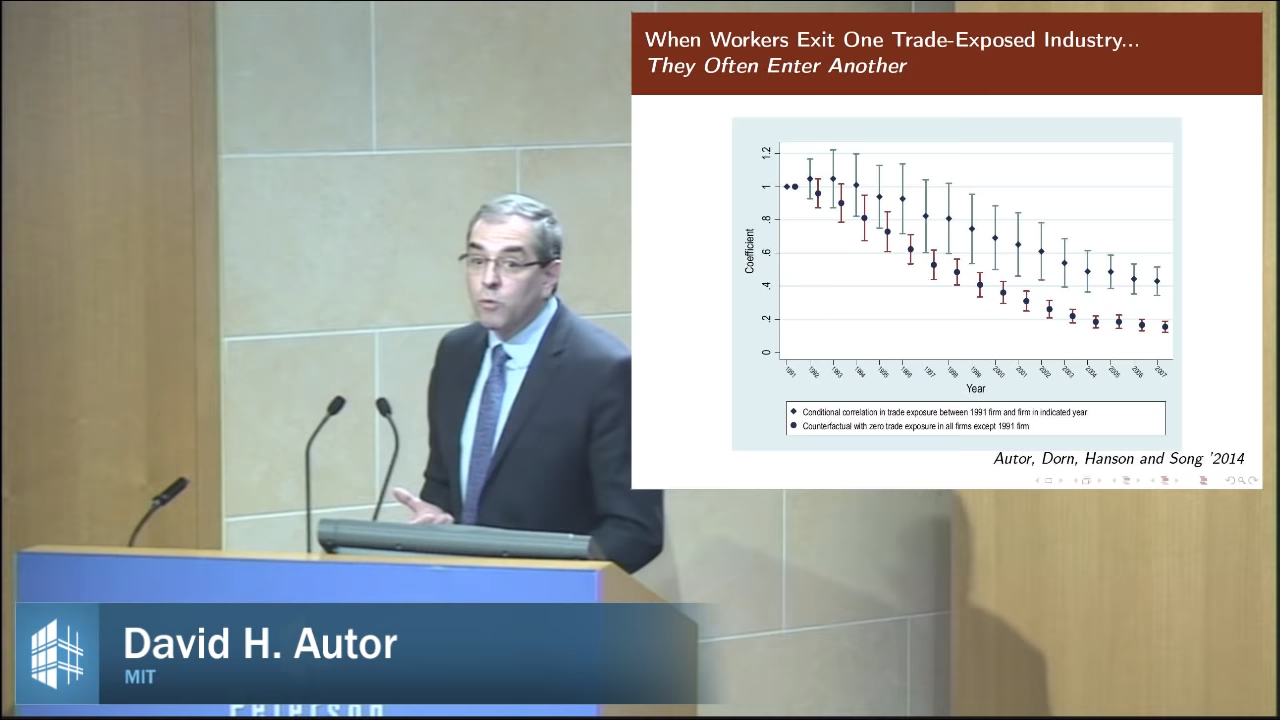 When Workers Exit One Trade-Exposed Industry...
They Often Enter Another
1.2
1
.8
.6
.4
.2
0
Coefficient
1991 1992 1993 1994 1995 1996 1997 1998 1999 2000 2001 2002 2003 2004 2005 2006 2007
Year
Conditional correlation in trade exposure between 1991 firm and firm in indicated year
Counterfactual with zero trade exposure in all firms except 1991 firm
Autor, Dorn, Hanson and Song '2014
David H. Autor
MIT
Peterson